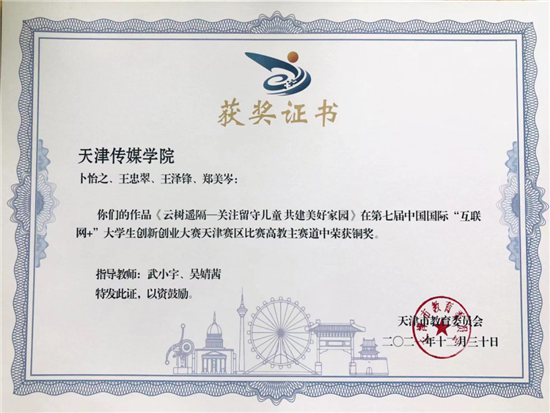 获奖证书
天津传媒学院
卜怡之、王忠翠、王泽锋、郑美岑：
你们的作品《云树遥隔—关注留守儿童 共建美好家园》在第七届中国国际“互联
网+”大学生创新创业大赛天津赛区比赛高教主赛道中荣获铜奖。
指导教师：武小宇、吴婧茜
特发此证，以资鼓励。
天津市教育委员会
二〇二一年十二月三十日